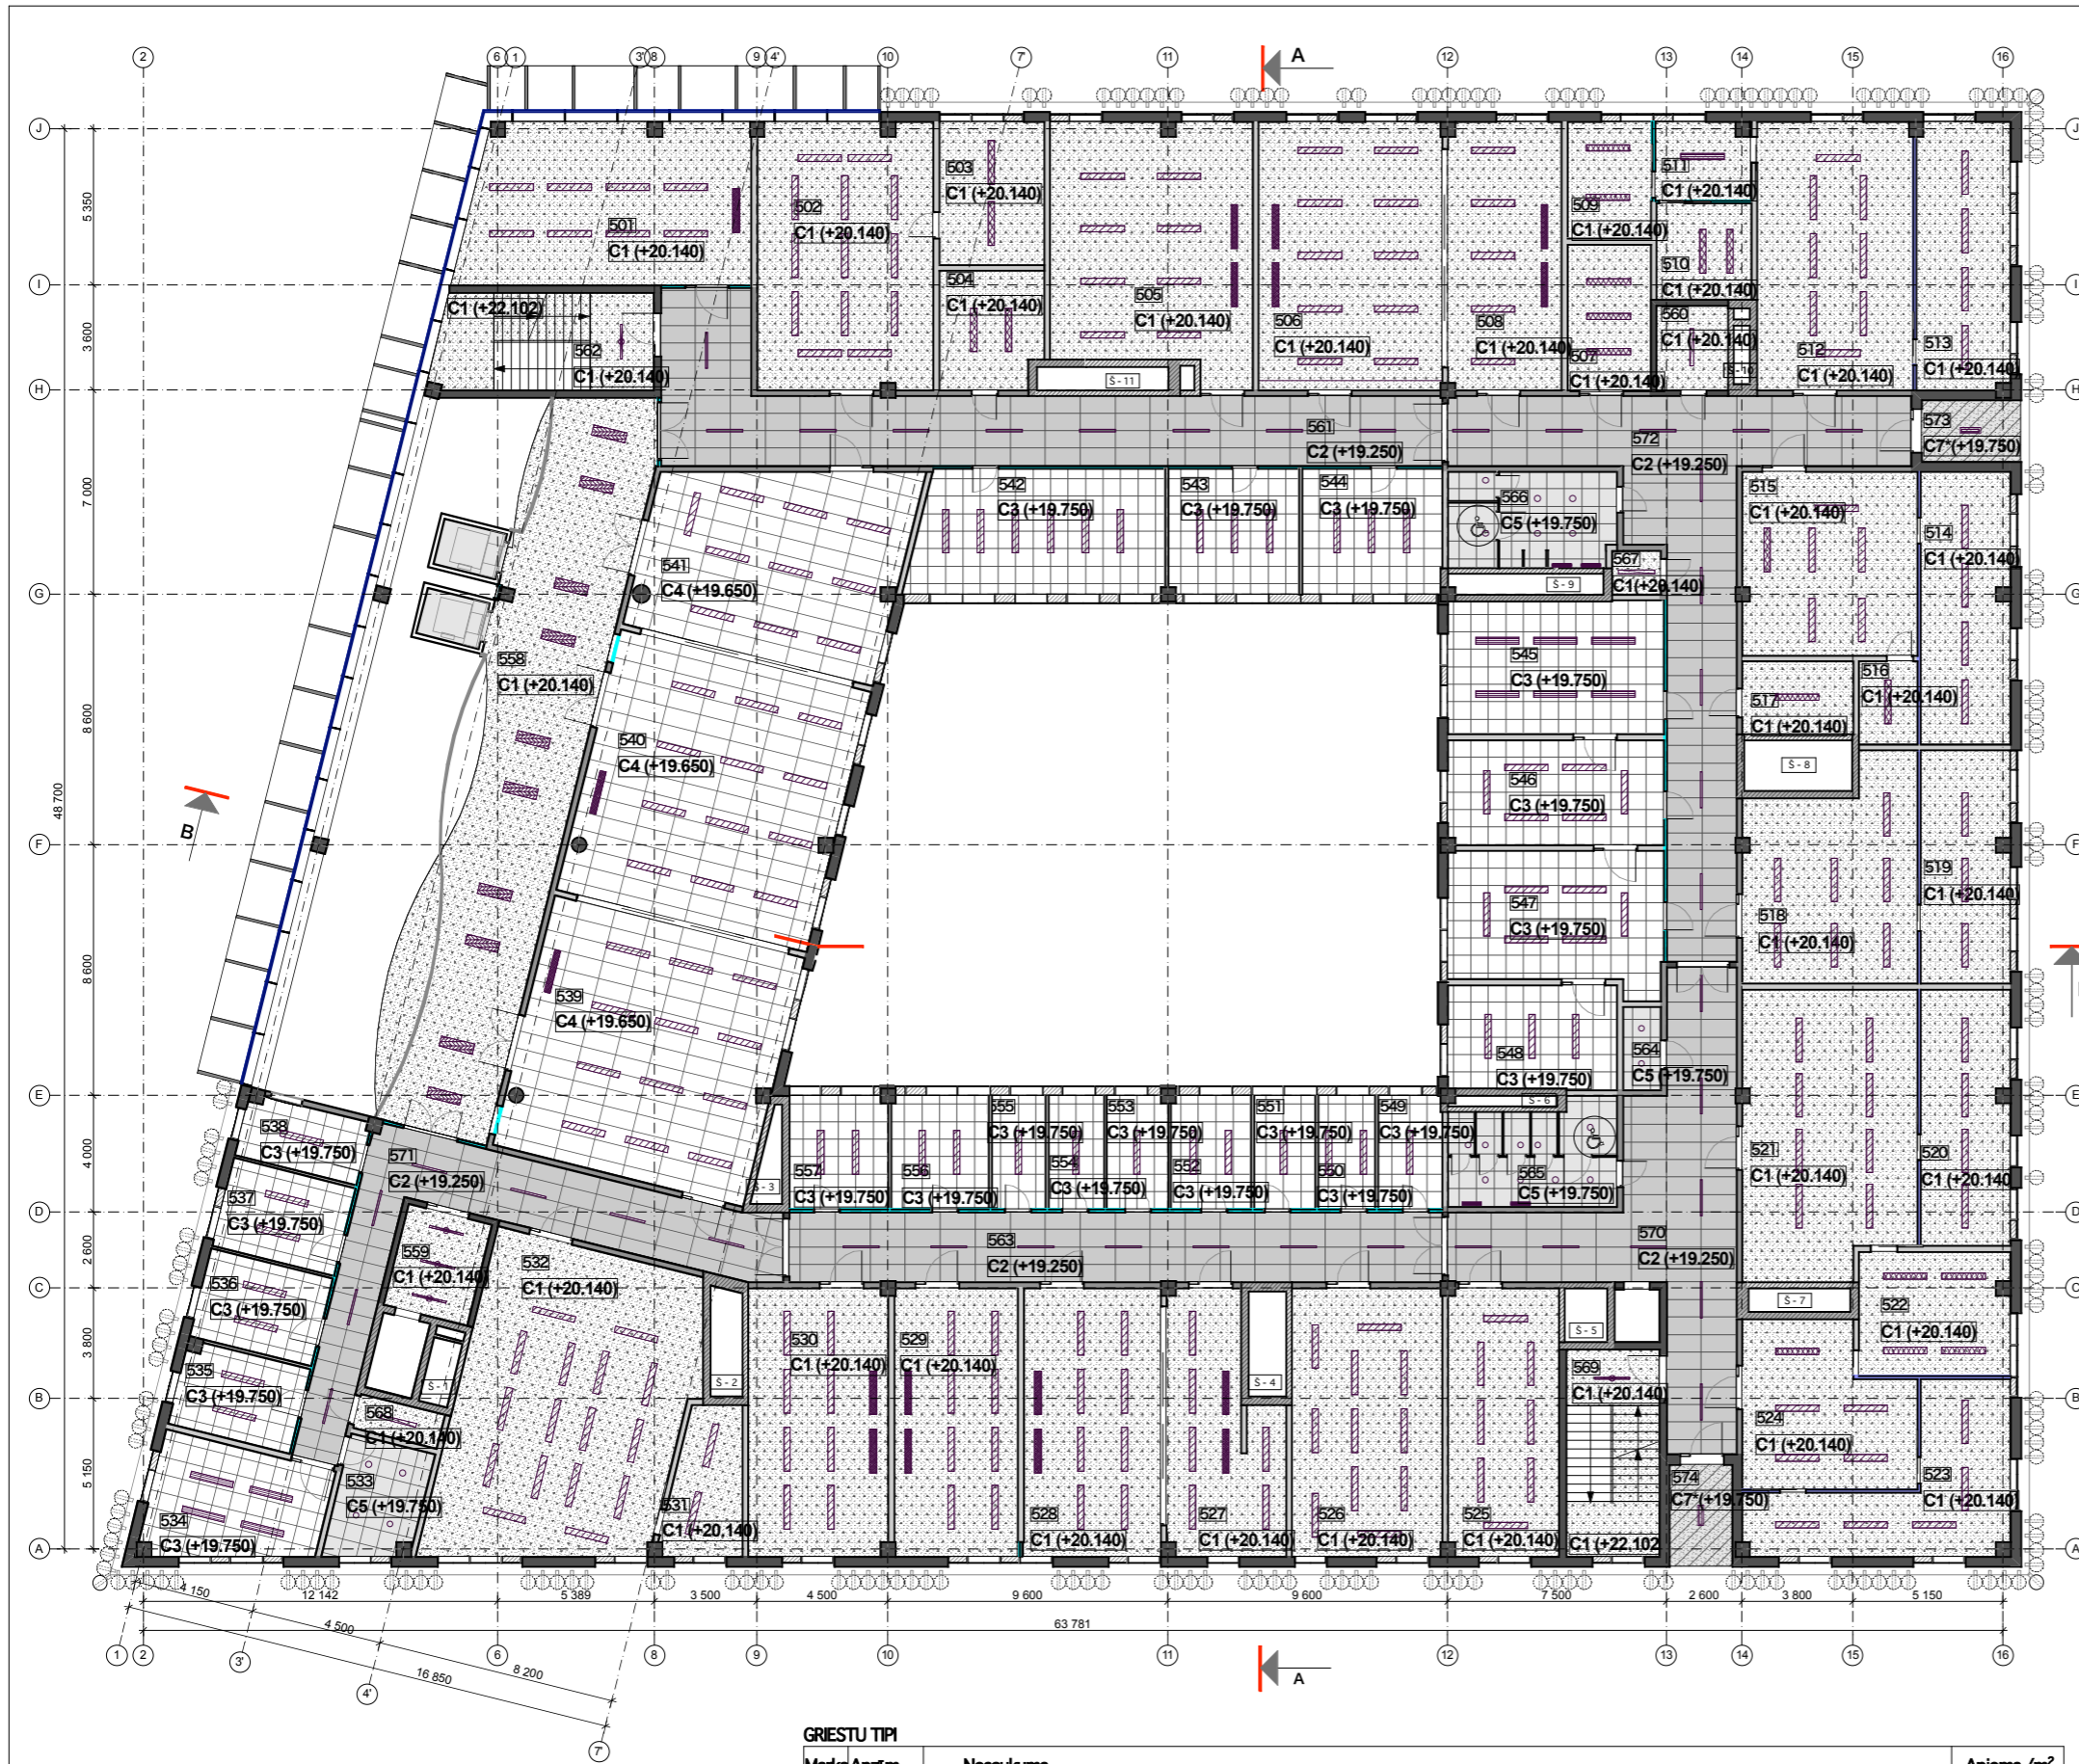 2
6
1
3'
8
9
4'
10
7'
11
A
12
13
14
15
16
J
J
5 350
501
C1 (+20.140)
502
C1 (+20.140)
503
C1 (+20.140)
504
C1 (+20.140)
505
C1 (+20.140)
506
C1 (+20.140)
508
C1 (+20.140)
509
C1 (+20.140)
507
C1 (+20.140)
511
C1 (+20.140)
510
C1 (+20.140)
560
C1 (+20.140)
Š - 10
512
C1 (+20.140)
513
C1 (+20.140)
I
I
3 600
C1 (+22.102)
562
C1 (+20.140)
Š - 11
H
H
561
C2 (+19.250)
572
C2 (+19.250)
573
C7*(+19.750)
7 000
541
C4 (+19.650)
542
C3 (+19.750)
543
C3 (+19.750)
544
C3 (+19.750)
566
C5 (+19.750)
567
C1(+20.140)
Š - 9
515
C1 (+20.140)
514
C1 (+20.140)
G
G
558
C1 (+20.140)
545
C3 (+19.750)
516
C1 (+20.140)
517
C1 (+20.140)
Š - 8
8 600
48 700
540
C4 (+19.650)
546
C3 (+19.750)
B
F
F
519
C1 (+20.140)
518
C1 (+20.140)
547
C3 (+19.750)
8 600
539
C4 (+19.650)
548
C3 (+19.750)
564
C5 (+19.750)
E
E
Š - 6
538
C3 (+19.750)
571
C2 (+19.250)
555
C3 (+19.750)
553
C3 (+19.750)
551
C3 (+19.750)
549
C3 (+19.750)
557
C3 (+19.750)
556
C3 (+19.750)
554
C3 (+19.750)
552
C3 (+19.750)
550
C3 (+19.750)
565
C5 (+19.750)
521
C1 (+20.140)
520
C1 (+20.140)
4 000
537
C3 (+19.750)
Š - 3
D
D
2 600
559
C1 (+20.140)
532
C1 (+20.140)
563
C2 (+19.250)
570
C2 (+19.250)
536
C3 (+19.750)
C
C
Š - 7
522
C1 (+20.140)
3 800
530
C1 (+20.140)
529
C1 (+20.140)
Š - 5
569
C1 (+20.140)
535
C3 (+19.750)
Š - 1
Š - 2
Š - 4
B
B
568
C1 (+20.140)
524
C1 (+20.140)
5 150
533
C5 (+19.750)
523
C1 (+20.140)
574
C7*(+19.750)
534
C3 (+19.750)
531
C1 (+20.140)
528
C1 (+20.140)
527
C1 (+20.140)
526
C1 (+20.140)
525
C1 (+20.140)
C1 (+22.102
A
A
4 150
12 142
5 389
3 500
4 500
9 600
9 600
7 500
2 600
3 800
5 150
4 500
63 781
1
2
3'
6
8
9
10
11
12
13
14
15
16
8 200
16 850
4'
7'
A
GRIESTU TIPI